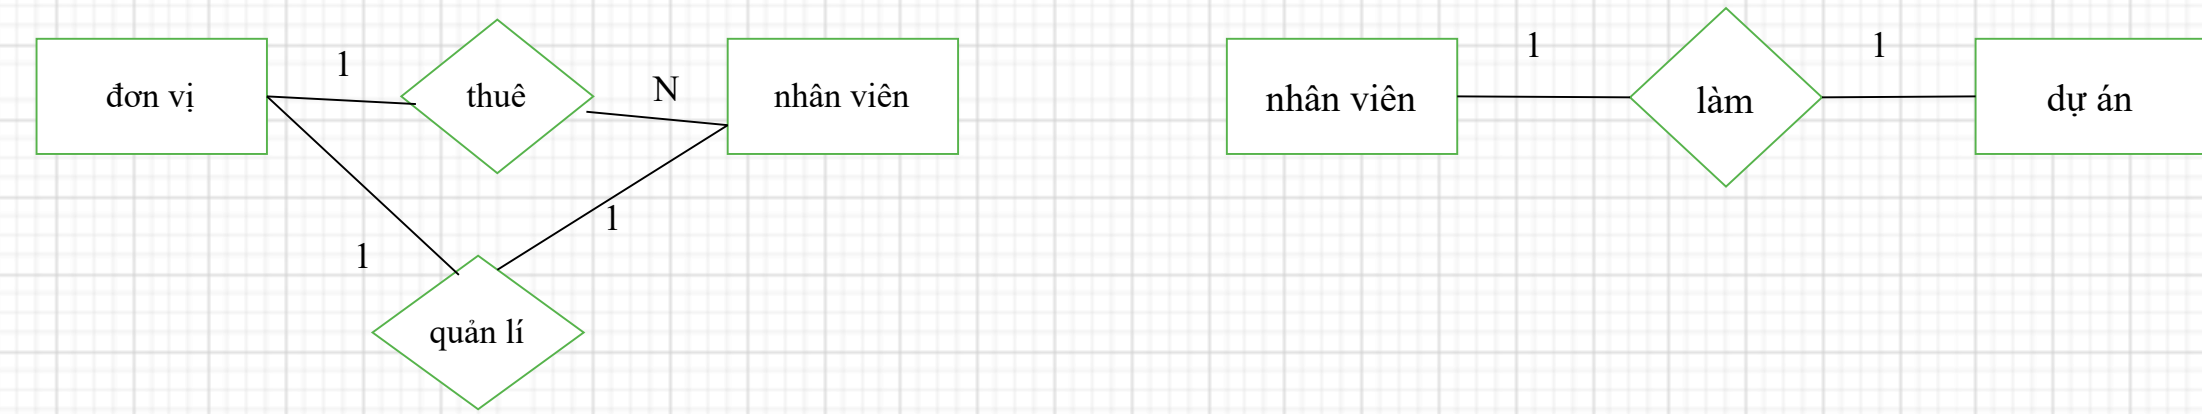 đơn vị
1
thuê
N
nhân viên
1
1
quản lí
nhân viên
1
làm
1
dự án